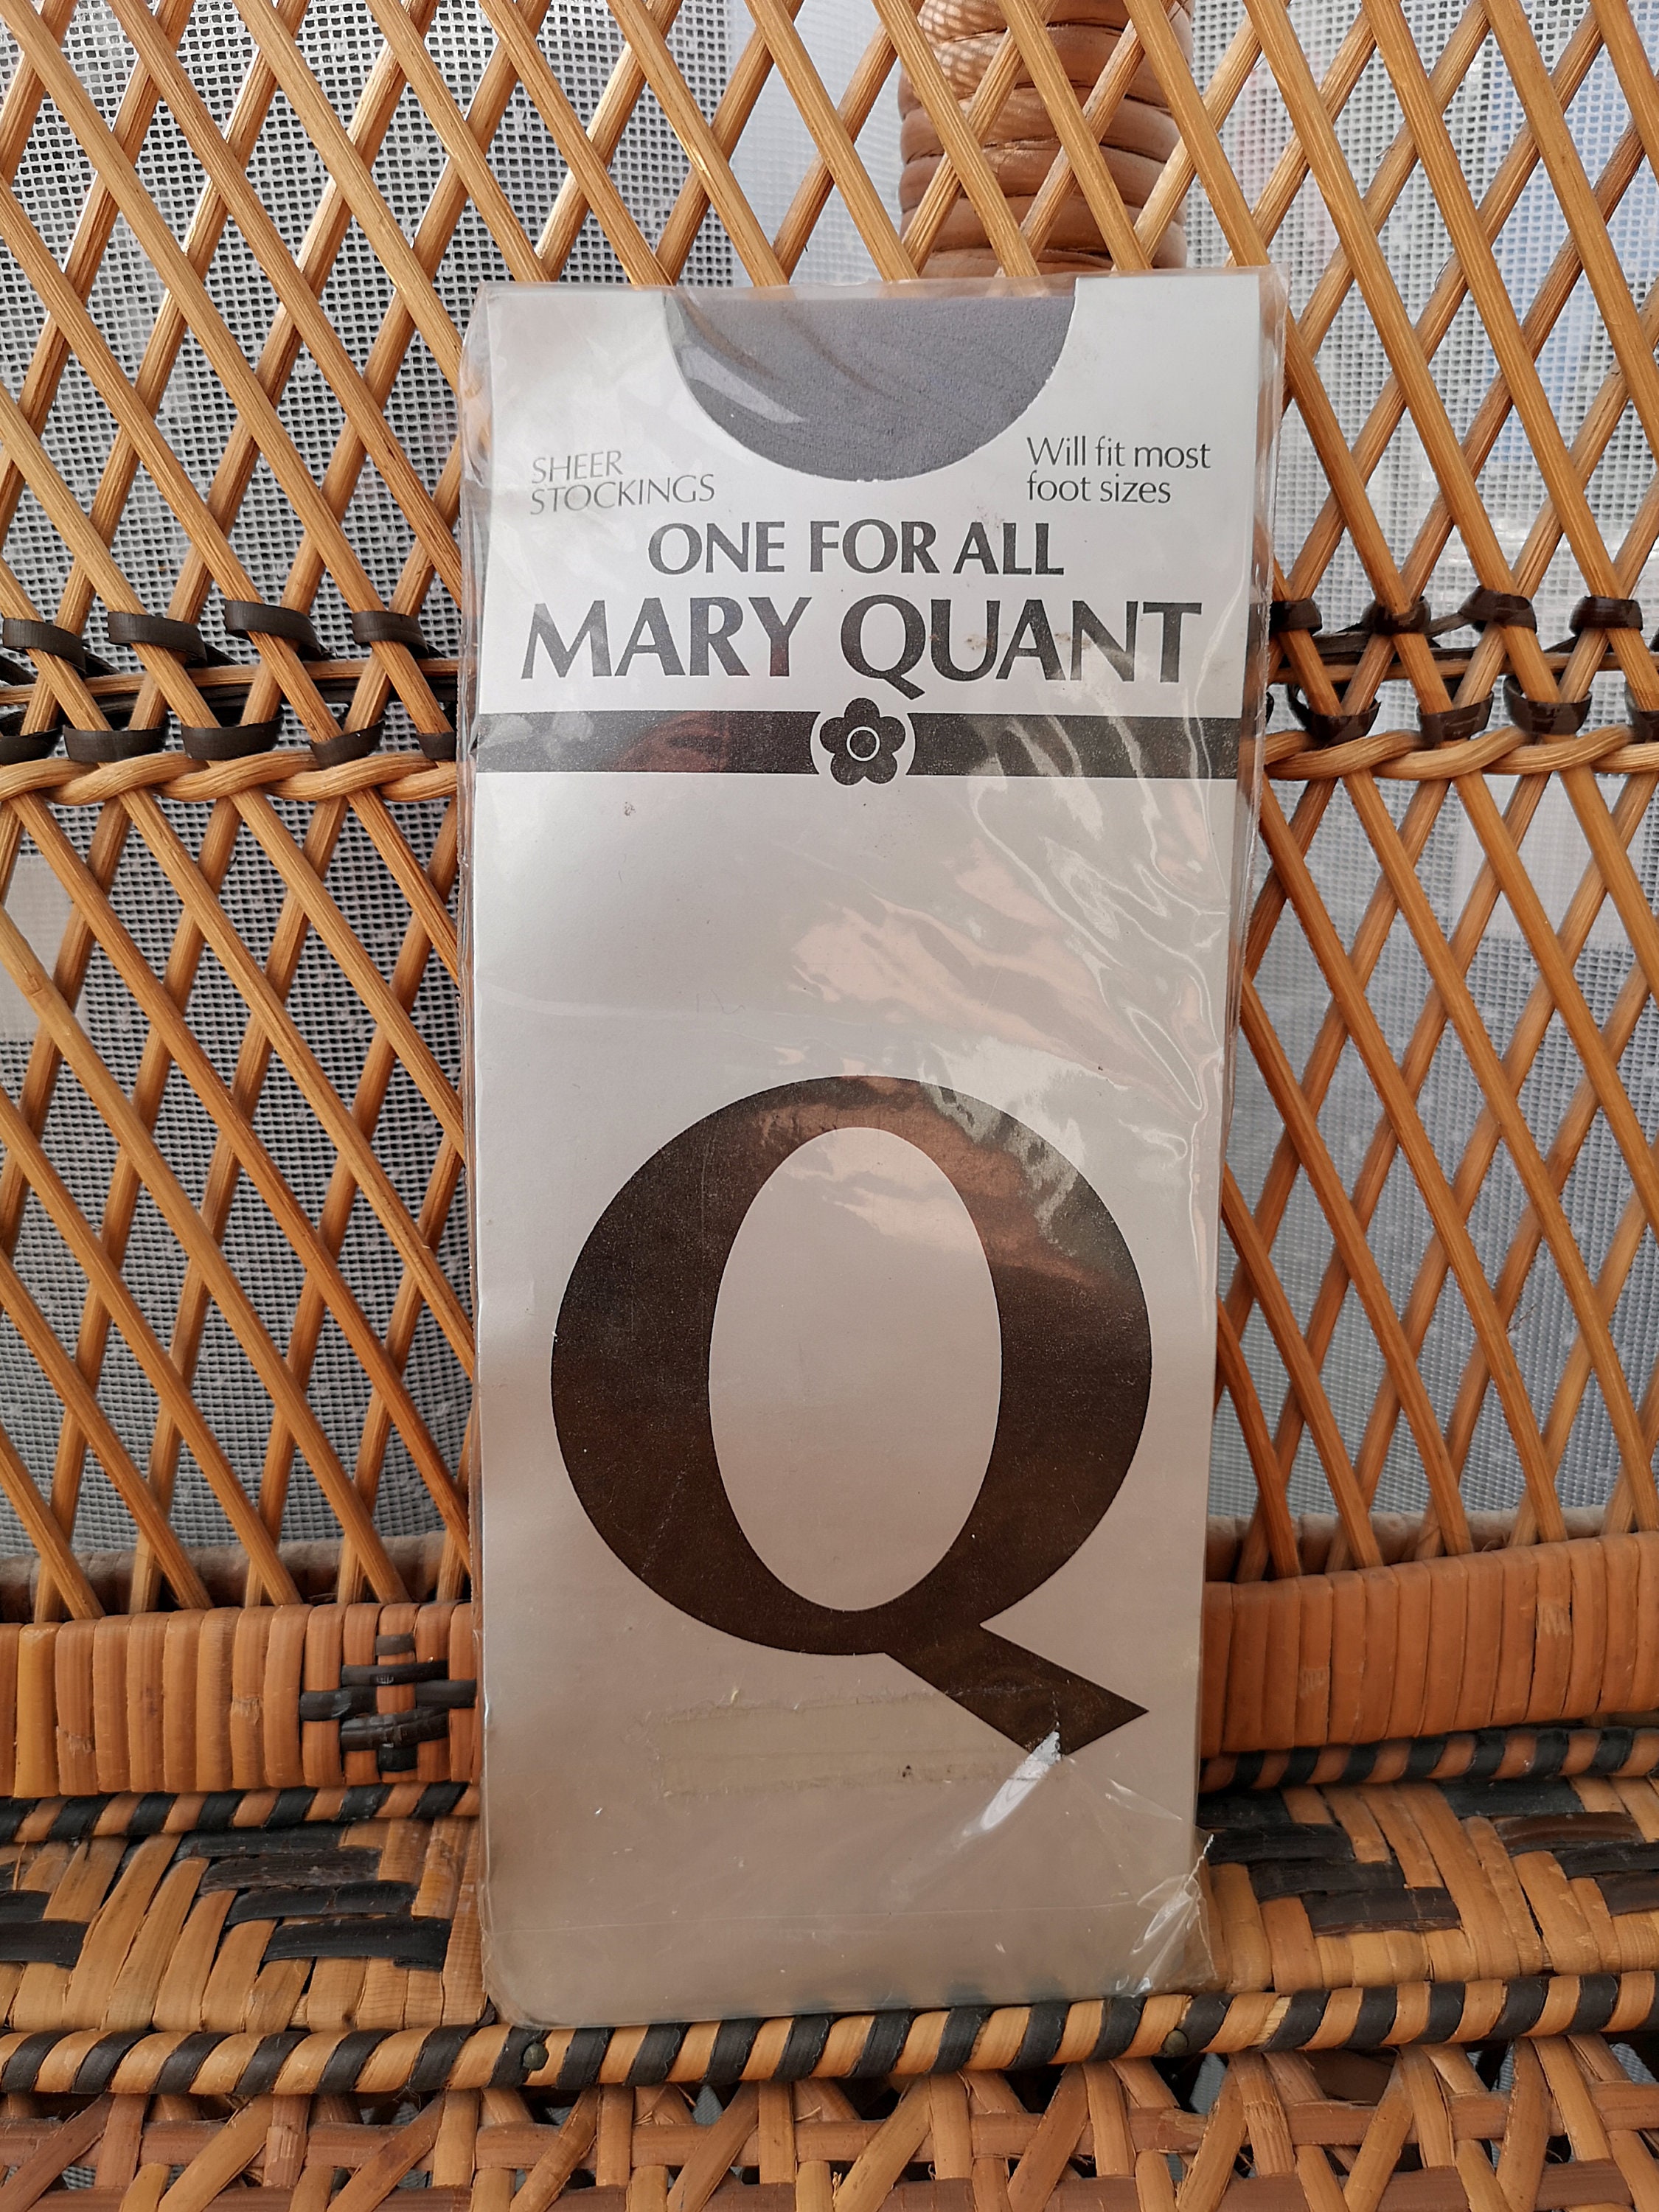 SHEER
STOCKINGS
Will fit most
foot sizes
ONE FOR ALL
MARY QUANT
Q